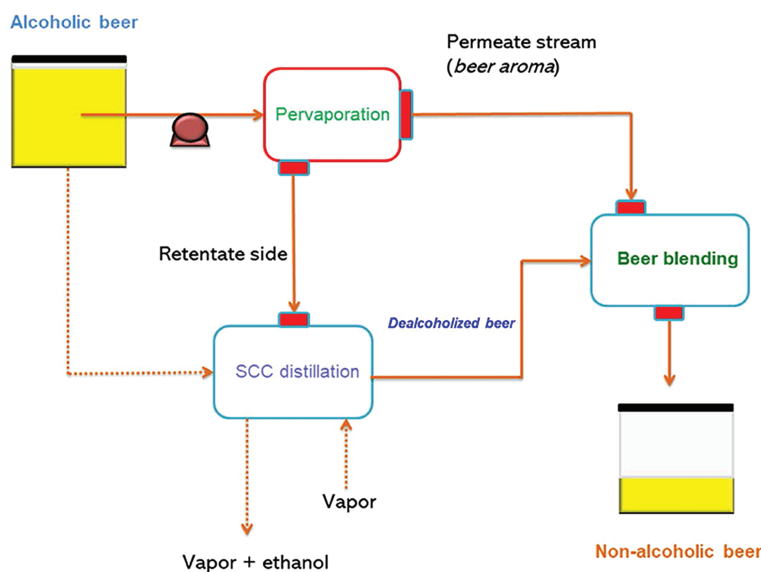 Alcoholic beer
Permeate stream
(beer aroma)
Pervaporation
Retentate side
Beer blending
Dealcoholized beer
SCC distillation
Vapor
Vapor + ethanol
Non-alcoholic beer